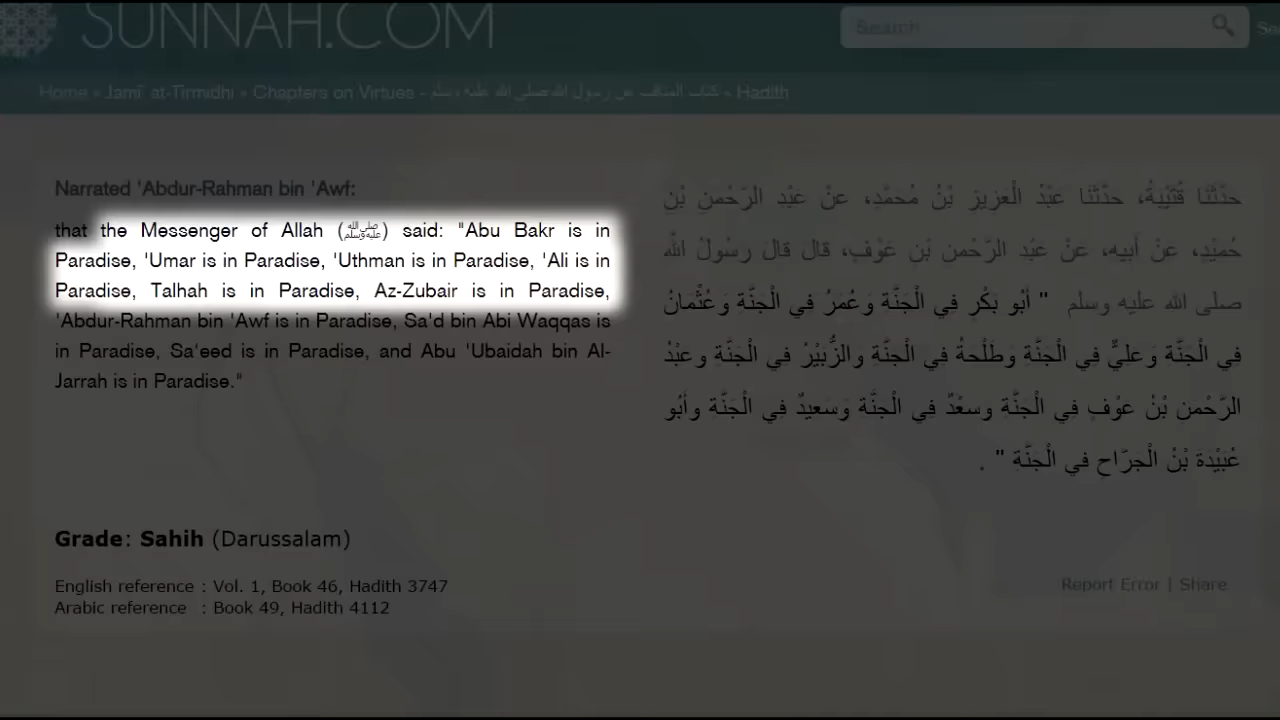 SUNNAH.COM
Search
Sea
Home » Jami` at-Tirmidhi » Chapters on Virtues - كتاب المناقب عن رسول الله صلى الله عليه وسلم » Hadith
Narrated 'Abdur-Rahman bin 'Awf:
that the Messenger of Allah (ﷺ) said: "Abu Bakr is in
Paradise, 'Umar is in Paradise, 'Uthman is in Paradise, 'Ali is in
Paradise, Talhah is in Paradise, Az-Zubair is in Paradise,
'Abdur-Rahman bin 'Awf is in Paradise, Sa'd bin Abi Waqqas is
in Paradise, Sa'eed is in Paradise, and Abu 'Ubaidah bin Al-
Jarrah is in Paradise."
حَدَّثَنَا قُتَيْبَةُ، حَدَّثَنَا عَبْدُ الْعَزِيزِ بْنُ مُحَمَّدٍ، عَنْ عَبْدِ الرَّحْمَنِ بْنِ
حُمَيْدٍ، عَنْ أَبِيهِ، عَنْ عَبْدِ الرَّحْمَنِ بْنِ عَوْفٍ، قَالَ قَالَ رَسُولُ اللَّهِ
صلى الله عليه وسلم " أَبُو بَكْرٍ فِي الْجَنَّةِ وَعُمَرُ فِي الْجَنَّةِ وَعُثْمَانُ
فِي الْجَنَّةِ وَعَلِيٌّ فِي الْجَنَّةِ وَطَلْحَةُ فِي الْجَنَّةِ وَالزُّبَيْرُ فِي الْجَنَّةِ وَعَبْدُ
الرَّحْمَنِ بْنُ عَوْفٍ فِي الْجَنَّةِ وَسَعْدٌ فِي الْجَنَّةِ وَسَعِيدٌ فِي الْجَنَّةِ وَأَبُو
عُبَيْدَةَ بْنُ الْجَرَّاحِ فِي الْجَنَّةِ " .
Grade: Sahih (Darussalam)
English reference : Vol. 1, Book 46, Hadith 3747
Arabic reference : Book 49, Hadith 4112
Report Error | Share